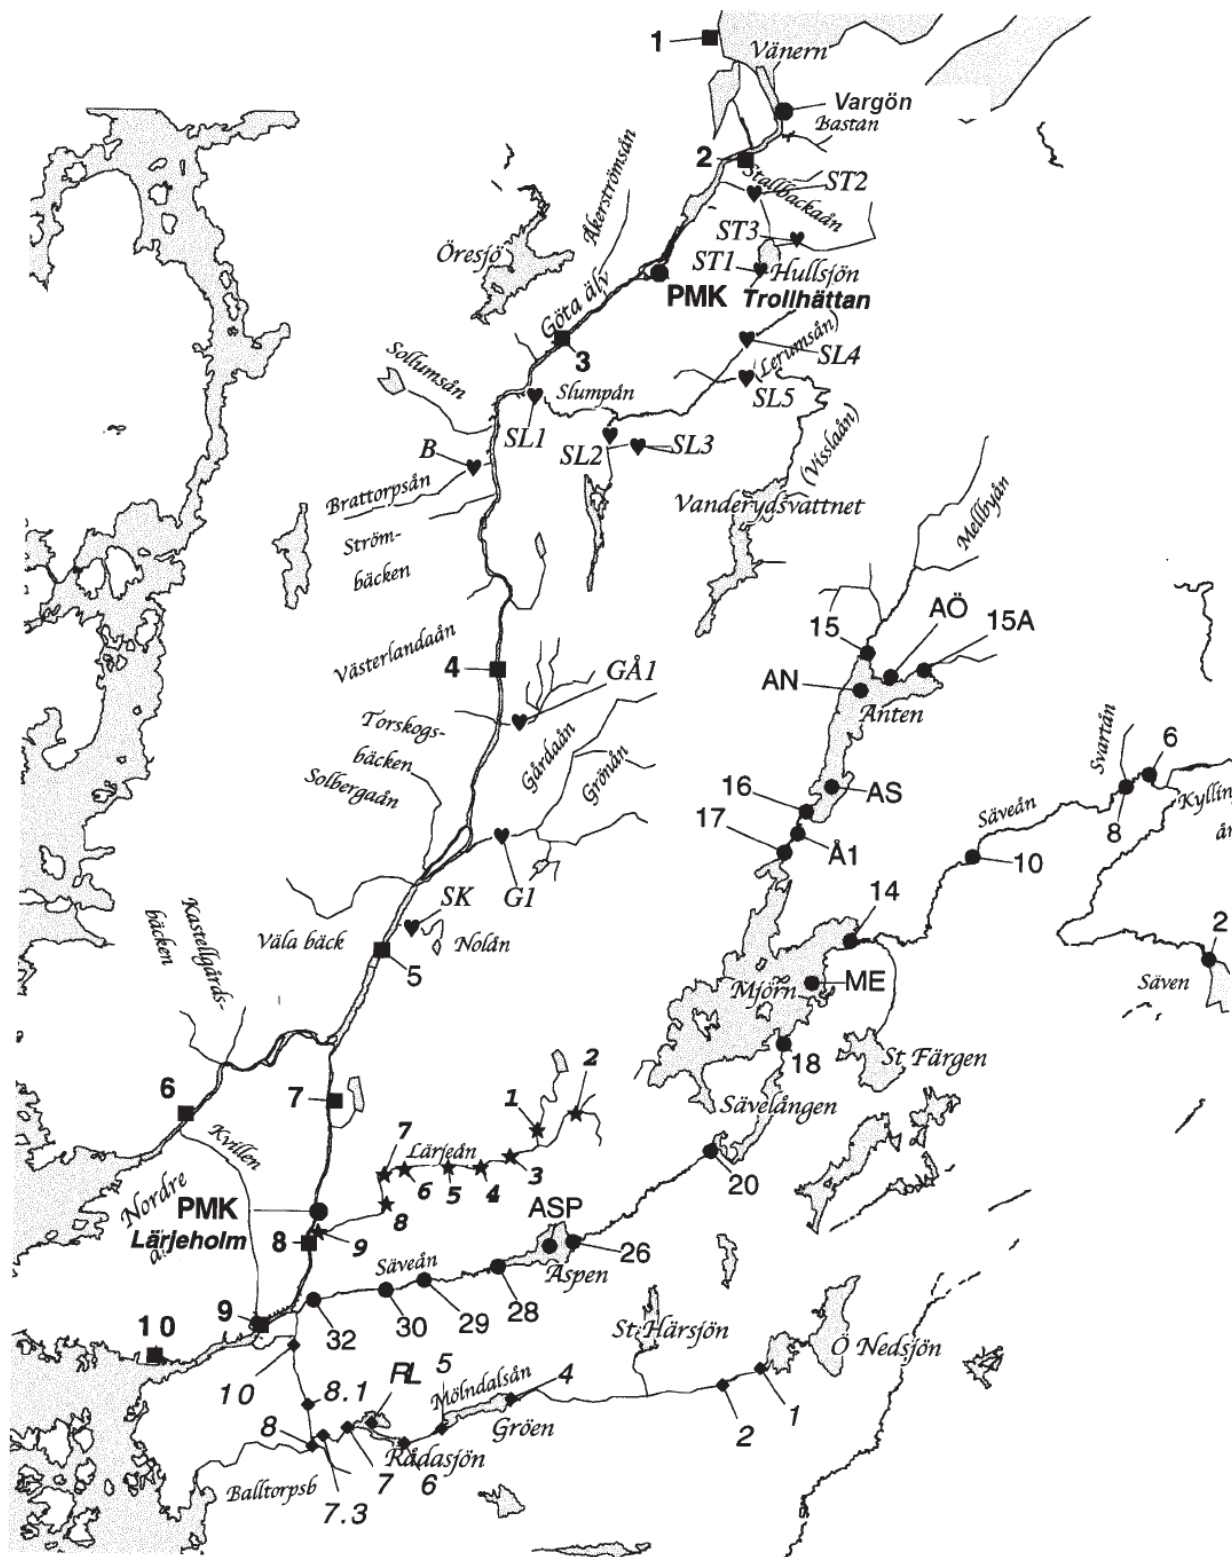 1
Vänern
Vargön
Bastan
2
Stallbackaån
ST2
ST3
ST1
Hullsjön
Åkerströmsån
Öresjö
Göta älv
PMK Trollhättan
3
SL4
(Lerumsån)
SL5
Sollumsån
Slumpån
SL1
SL2
SL3
(Visslaån)
B
Brattorpsån
Vanderydsvattnet
Mellbyån
Ström-
bäcken
15
AÖ
15A
AN
Anten
Västerlandaån
4
GÅ1
Torskogs-
bäcken
Gårdaån
Grönån
Solbergaån
Svartån
6
AS
16
17
Å1
Säveån
8
Kyllin
ån
10
G1
SK
14
Kastellgårds-
bäcken
Väla bäck
Nolån
5
2
Mjörn
ME
Säven
18
St Färgen
6
7
1
2
Sävelången
Kvillen
7
Lärjeån
6
5
4
3
20
Nordre
PMK
Lärjeholm
8
8
9
ASP
26
Aspen
Säveån
28
29
30
32
9
10
St Härsjön
Ö Nedsjön
10
8.1
RL
5
Mölndalsån
4
Gröen
2
1
8
Rådasjön
7
6
Balltorpsb
7.3